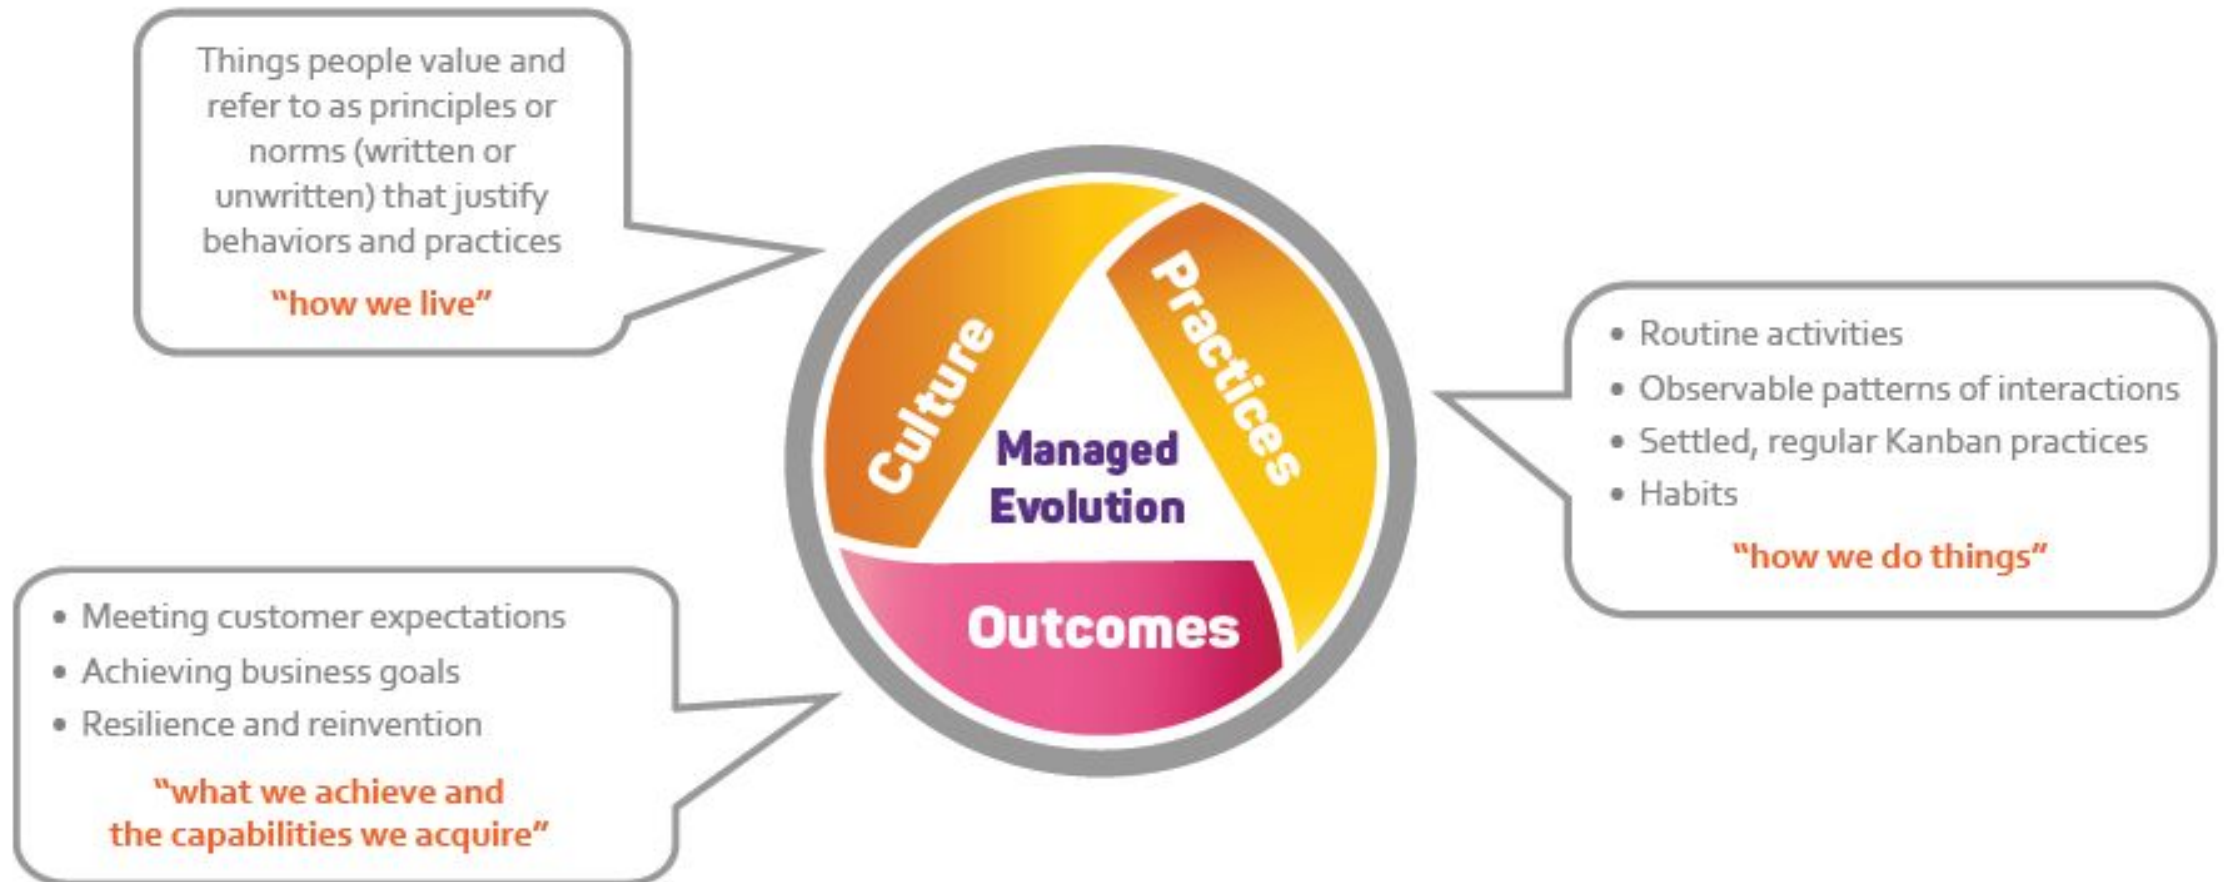 Things people value and
refer to as principles or
norms (written or
unwritten) that justify
behaviors and practices
“how we live”
Culture
Practices
Managed
Evolution
Outcomes
• Routine activities
• Observable patterns of interactions
• Settled, regular Kanban practices
• Habits
“how we do things”
• Meeting customer expectations
• Achieving business goals
• Resilience and reinvention
“what we achieve and
the capabilities we acquire”